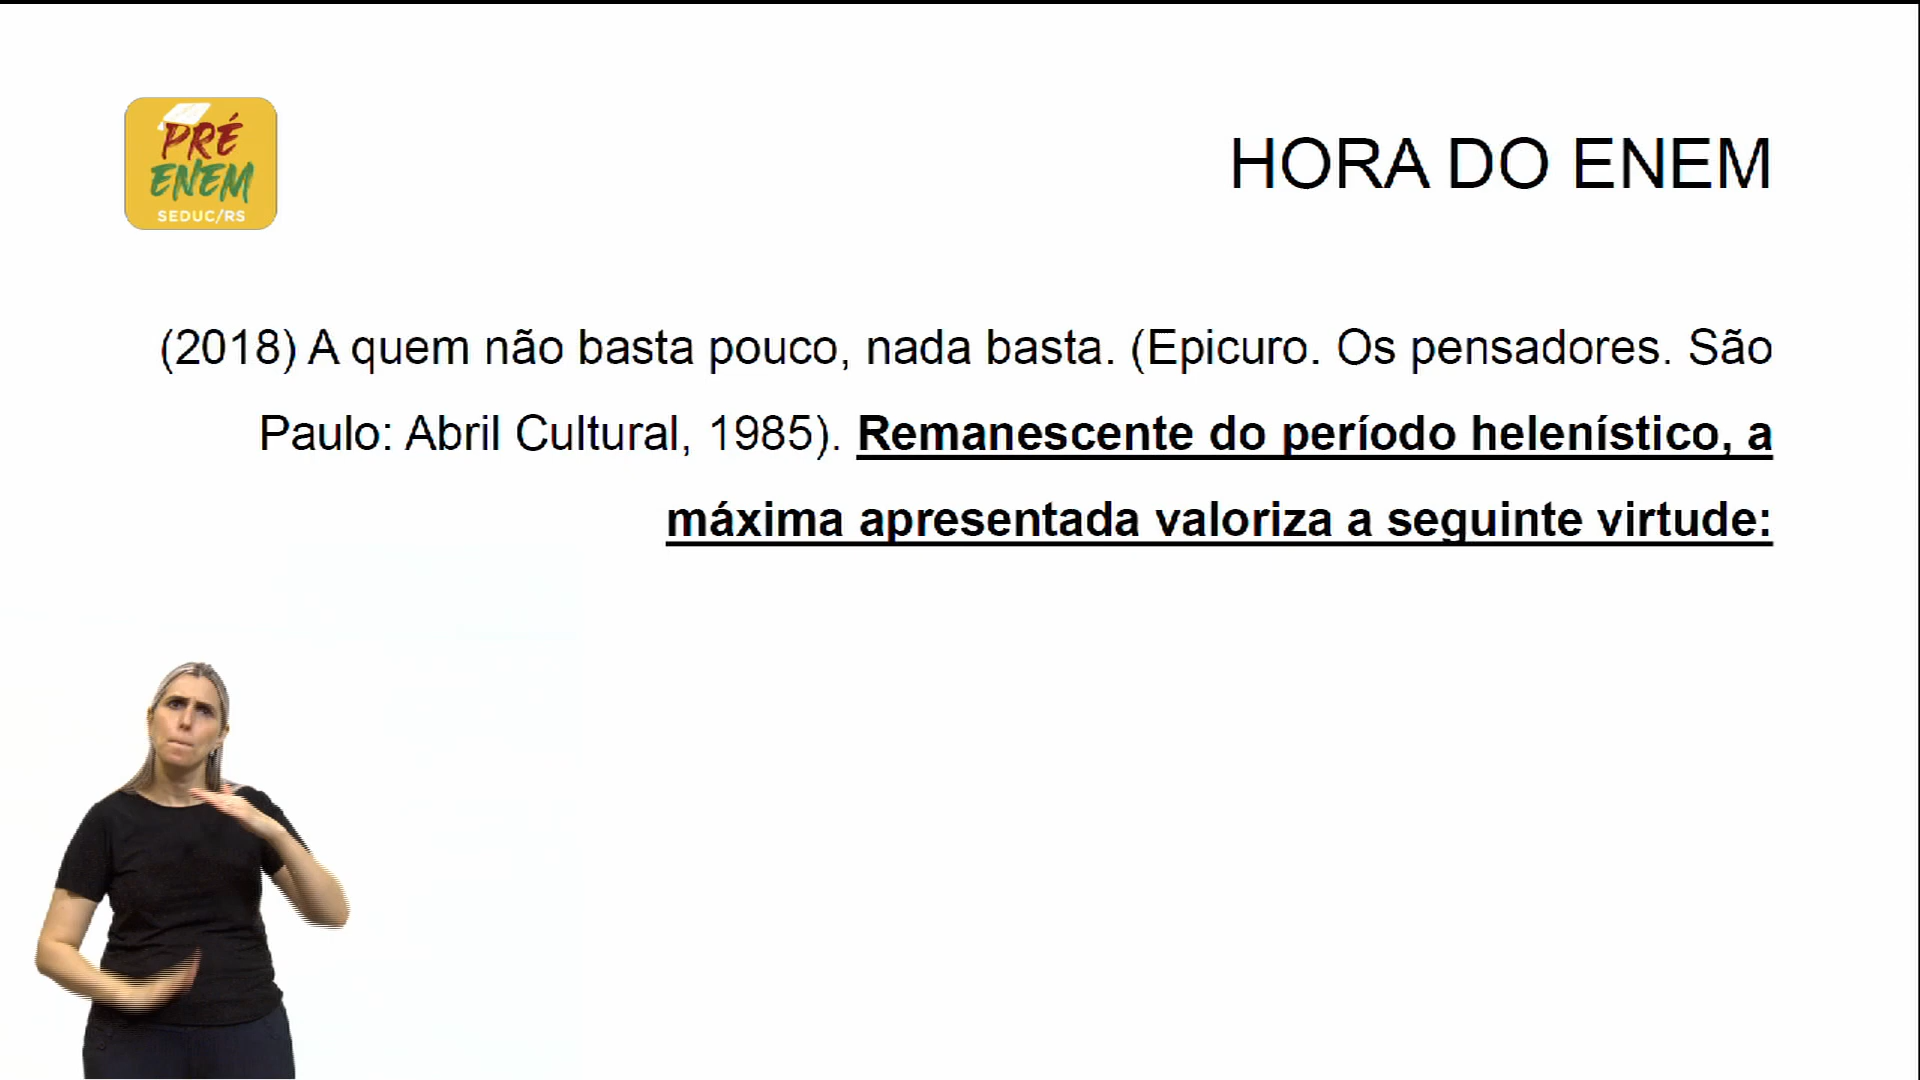 PRÉ
ENEM
SEDUC/RS
HORA DO ENEM
(2018) A quem não basta pouco, nada basta. (Epicuro. Os pensadores. São
Paulo: Abril Cultural, 1985). Remanescente do período helenístico, a
máxima apresentada valoriza a seguinte virtude: